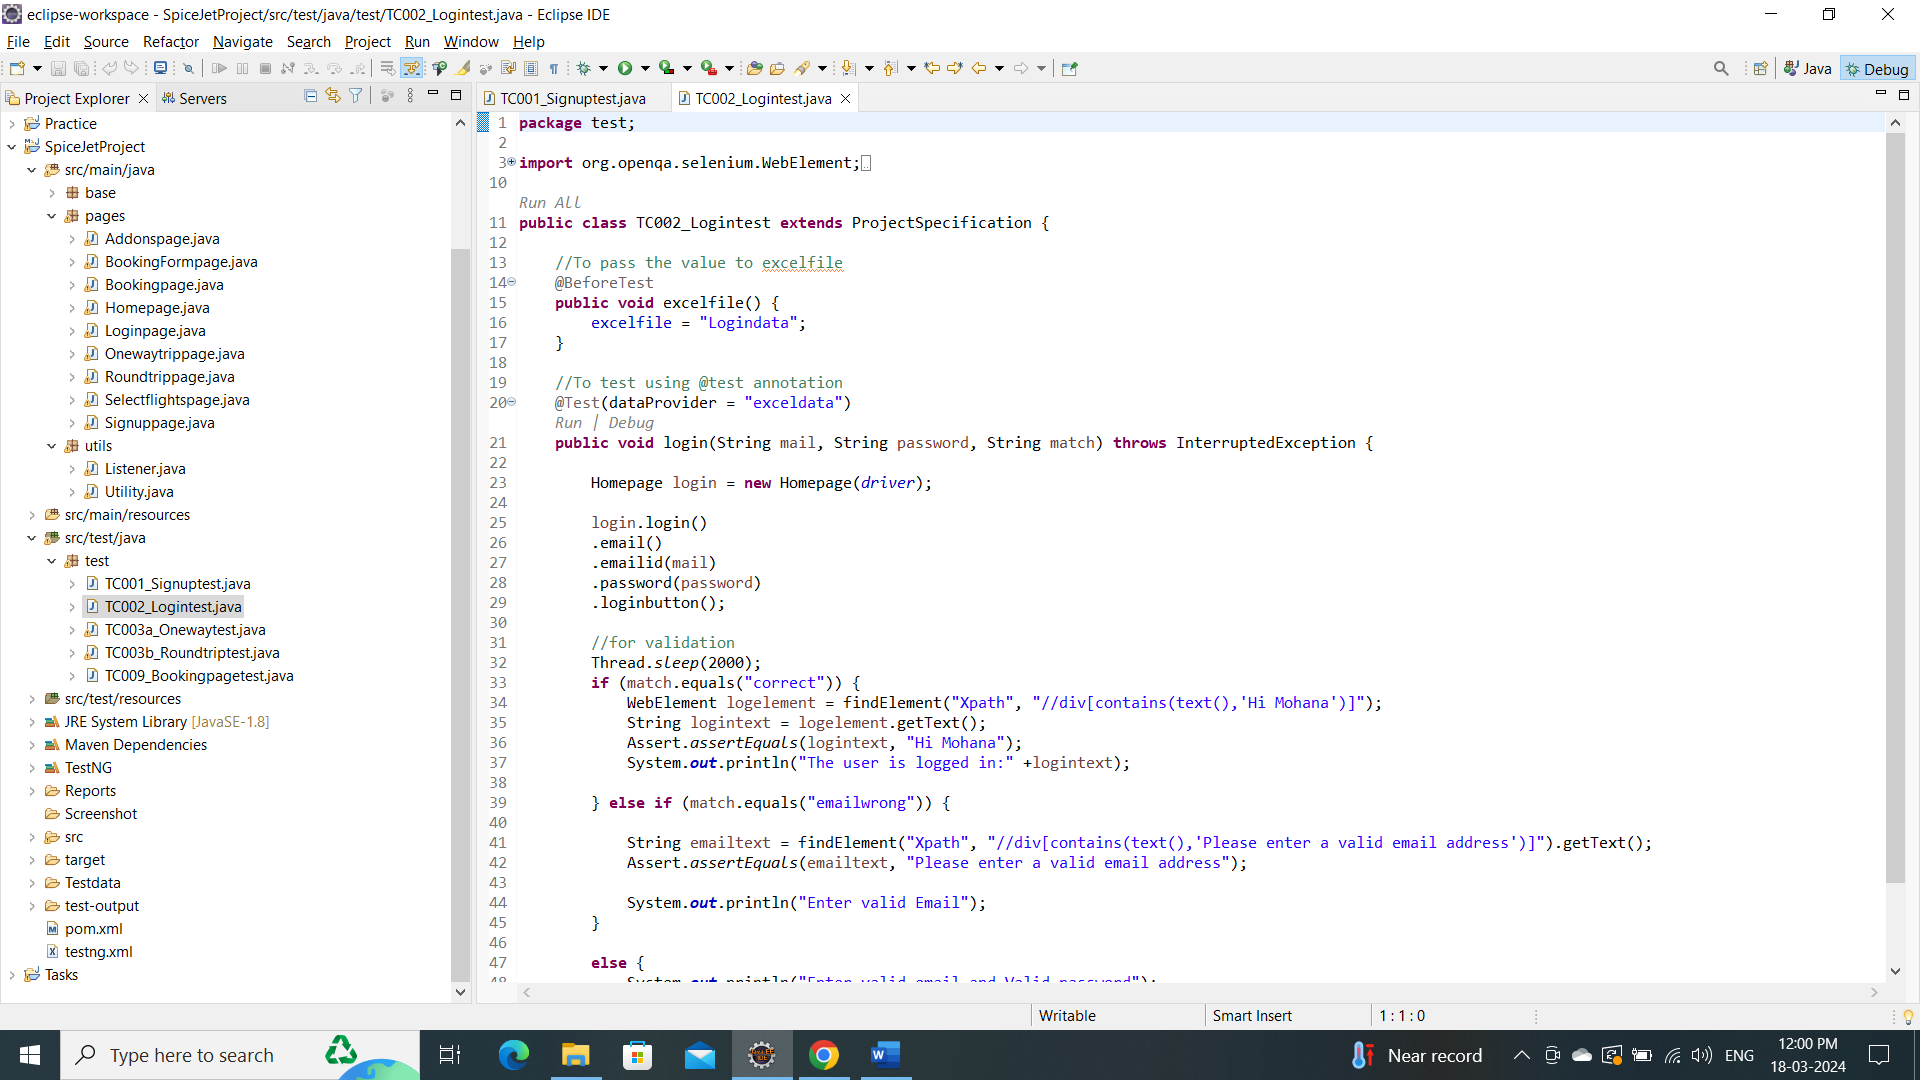 eclipse-workspace - SpiceJetProject/src/test/java/test/TC002_Logintest.java - Eclipse IDE
File Edit Source Refactor Navigate Search Project Run Window Help
Java Debug
Project Explorer Servers
TC001_Signuptest.java TC002_Logintest.java
Practice
SpiceJetProject
src/main/java
base
pages
Addonspage.java
BookingFormpage.java
Bookingpage.java
Homepage.java
Loginpage.java
Onewaytrippage.java
Roundtrippage.java
Selectflightspage.java
Signuppage.java
utils
Listener.java
Utility.java
src/main/resources
src/test/java
test
TC001_Signuptest.java
TC002_Logintest.java
TC003a_Onewaytest.java
TC003b_Roundtriptest.java
TC009_Bookingpagetest.java
src/test/resources
JRE System Library [JavaSE-1.8]
Maven Dependencies
TestNG
Reports
Screenshot
src
target
Testdata
test-output
pom.xml
testng.xml
Tasks
1 package test;
2
3 import org.openqa.selenium.WebElement;
10
Run All
11 public class TC002_Logintest extends ProjectSpecification {
12
13 //To pass the value to excelfile
14 @BeforeTest
15 public void excelfile() {
16 excelfile = "Logindata";
17 }
18
19 //To test using @test annotation
20 @Test(dataProvider = "exceldata")
Run | Debug
21 public void login(String mail, String password, String match) throws InterruptedException {
22
23 Homepage login = new Homepage(driver);
24
25 login.login()
26 .email()
27 .emailid(mail)
28 .password(password)
29 .loginbutton();
30
31 //for validation
32 Thread.sleep(2000);
33 if (match.equals("correct")) {
34 WebElement logelement = findElement("Xpath", "//div[contains(text(),'Hi Mohana')]");
35 String logintext = logelement.getText();
36 Assert.assertEquals(logintext, "Hi Mohana");
37 System.out.println("The user is logged in:" +logintext);
38
39 } else if (match.equals("emailwrong")) {
40
41 String emailtext = findElement("Xpath", "//div[contains(text(),'Please enter a valid email address')]").getText();
42 Assert.assertEquals(emailtext, "Please enter a valid email address");
43
44 System.out.println("Enter valid Email");
45 }
46
47 else {
48 System.out.println("Enter valid email and Valid password");
Writable Smart Insert 1 : 1 : 0
Type here to search
Near record
ENG
12:00 PM
18-03-2024